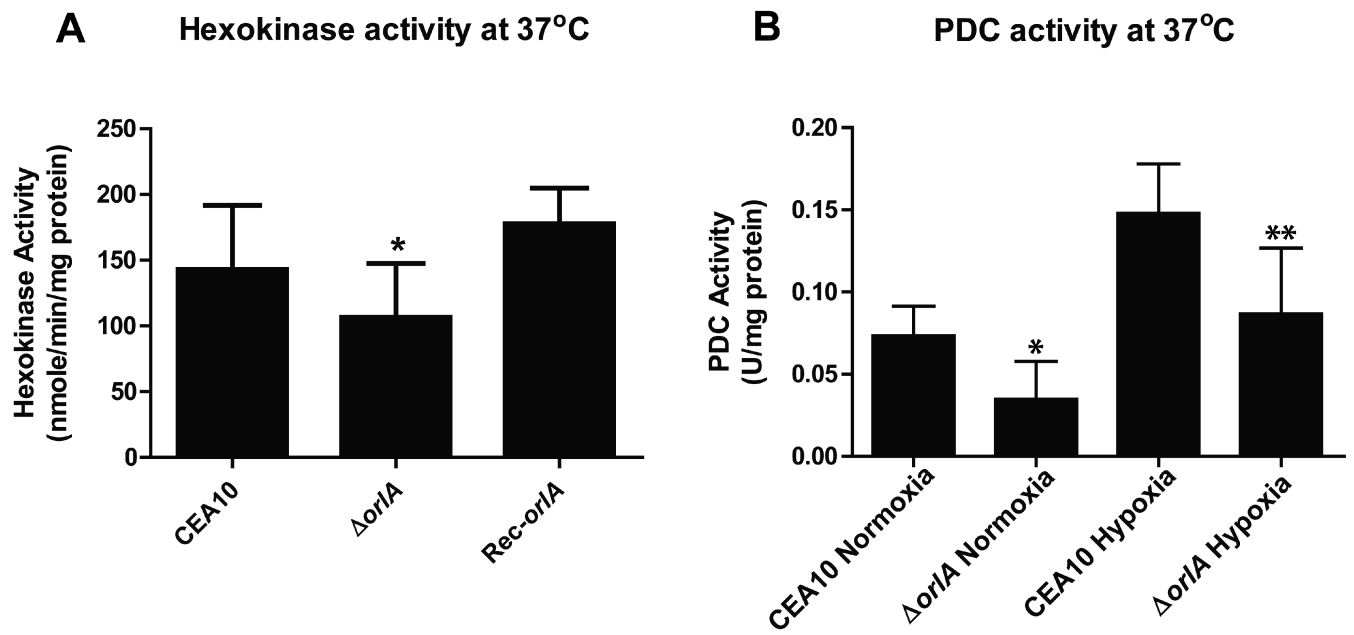 A
Hexokinase activity at 37°C
Hexokinase Activity
(nmole/min/mg protein)
250
200
150
100
50
0
*
CEA10
ΔorlA
Rec-orlA
B
PDC activity at 37°C
PDC Activity
(U/mg protein)
0.20
0.15
0.10
0.05
0.00
*
**
CEA10 Normoxia
ΔorlA Normoxia
CEA10 Hypoxia
ΔorlA Hypoxia